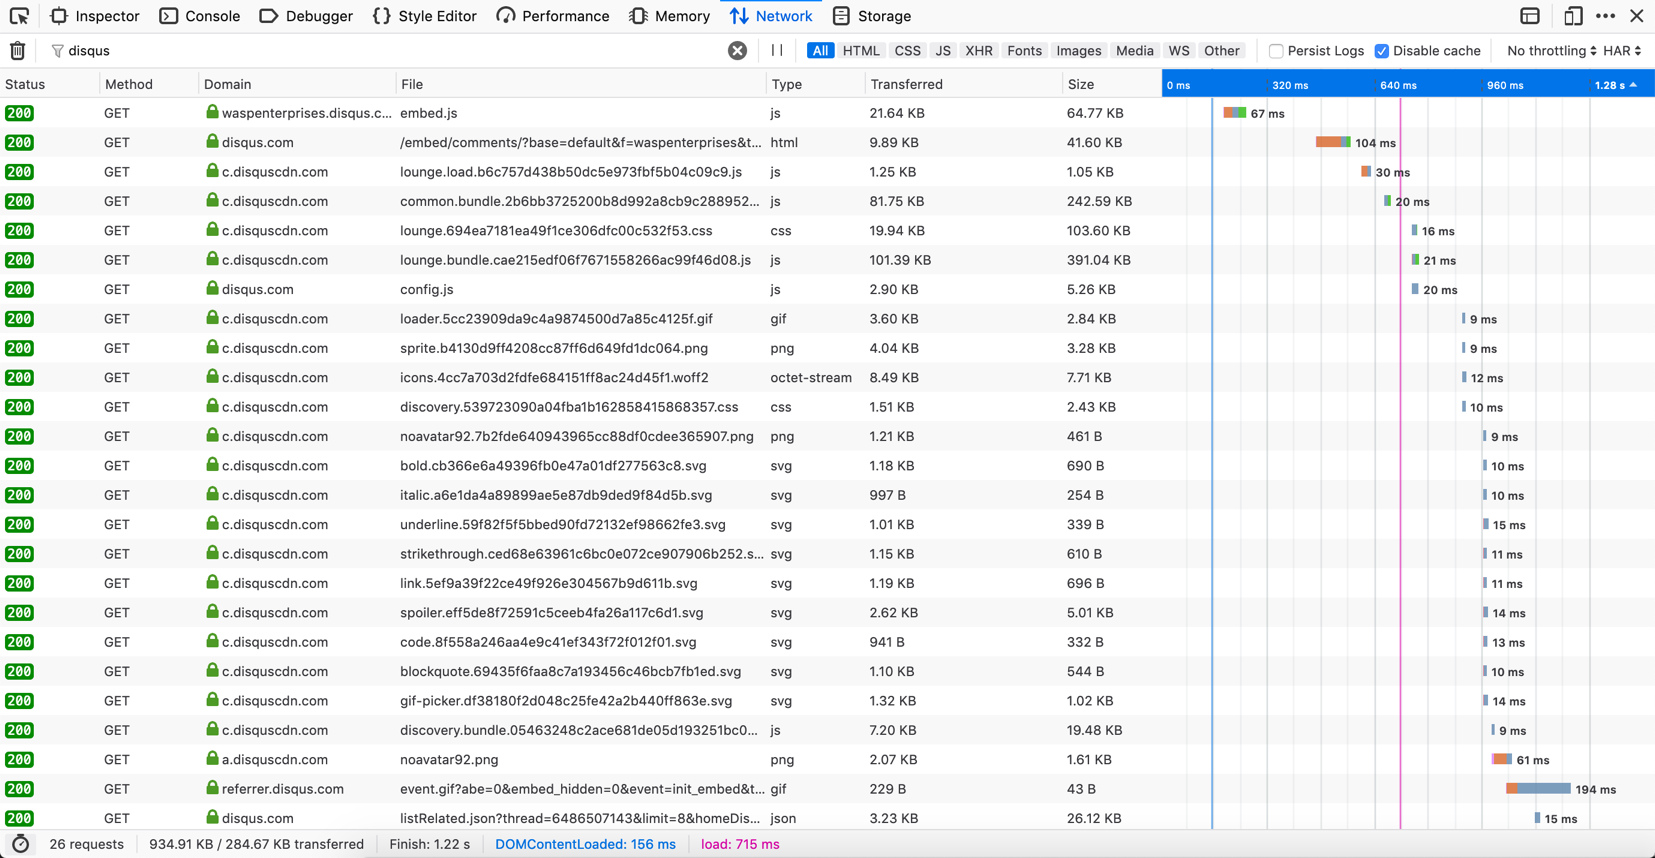 Inspector Console Debugger Style Editor Performance Memory Network Storage
disqus All HTML CSS JS XHR Fonts Images Media WS Other Persist Logs Disable cache No throttling HAR
Status Method Domain File Type Transferred Size 0 ms 320 ms 640 ms 960 ms 1.28 s
200 GET waspenterprises.disqus.c... embed.js js 21.64 KB 64.77 KB 67 ms
200 GET disqus.com /embed/comments/?base=default&f=waspenterprises&t... html 9.89 KB 41.60 KB 104 ms
200 GET c.disquscdn.com lounge.load.b6c757d438b50dc5e973fbf5b04c09c9.js js 1.25 KB 1.05 KB 30 ms
200 GET c.disquscdn.com common.bundle.2b6bb3725200b8d992a8cb9c288952... js 81.75 KB 242.59 KB 20 ms
200 GET c.disquscdn.com lounge.694ea7181ea49f1ce306dfc00c532f53.css css 19.94 KB 103.60 KB 16 ms
200 GET c.disquscdn.com lounge.bundle.cae215edf06f7671558266ac99f46d08.js js 101.39 KB 391.04 KB 21 ms
200 GET disqus.com config.js js 2.90 KB 5.26 KB 20 ms
200 GET c.disquscdn.com loader.5cc23909da9c4a9874500d7a85c4125f.gif gif 3.60 KB 2.84 KB 9 ms
200 GET c.disquscdn.com sprite.b4130d9ff4208cc87ff6d649fd1dc064.png png 4.04 KB 3.28 KB 9 ms
200 GET c.disquscdn.com icons.4cc7a703d2fdfe684151ff8ac24d45f1.woff2 octet-stream 8.49 KB 7.71 KB 12 ms
200 GET c.disquscdn.com discovery.539723090a04fba1b162858415868357.css css 1.51 KB 2.43 KB 10 ms
200 GET c.disquscdn.com noavatar92.7b2fde640943965cc88df0cdee365907.png png 1.21 KB 461 B 9 ms
200 GET c.disquscdn.com bold.cb366e6a49396fb0e47a01df277563c8.svg svg 1.18 KB 690 B 10 ms
200 GET c.disquscdn.com italic.a6e1da4a89899ae5e87db9ded9f84d5b.svg svg 997 B 254 B 10 ms
200 GET c.disquscdn.com underline.59f82f5f5bbed90fd72132ef98662fe3.svg svg 1.01 KB 339 B 15 ms
200 GET c.disquscdn.com strikethrough.ced68e63961c6bc0e072ce907906b252.s... svg 1.15 KB 610 B 11 ms
200 GET c.disquscdn.com link.5ef9a39f22ce49f926e304567b9d611b.svg svg 1.19 KB 696 B 11 ms
200 GET c.disquscdn.com spoiler.eff5de8f72591c5ceeb4fa26a117c6d1.svg svg 2.62 KB 5.01 KB 14 ms
200 GET c.disquscdn.com code.8f558a246aa4e9c41ef343f72f012f01.svg svg 941 B 332 B 13 ms
200 GET c.disquscdn.com blockquote.69435f6faa8c7a193456c46bcb7fb1ed.svg svg 1.10 KB 544 B 10 ms
200 GET c.disquscdn.com gif-picker.df38180f2d048c25fe42a2b440ff863e.svg svg 1.32 KB 1.02 KB 14 ms
200 GET c.disquscdn.com discovery.bundle.05463248c2ace681de05d193251bc0... js 7.20 KB 19.48 KB 9 ms
200 GET a.disquscdn.com noavatar92.png png 2.07 KB 1.61 KB 61 ms
200 GET referrer.disqus.com event.gif?abe=0&embed_hidden=0&event=init_embed&t... gif 229 B 43 B 194 ms
200 GET disqus.com listRelated.json?thread=6486507143&limit=8&homeDis... json 3.23 KB 26.12 KB 15 ms
26 requests 934.91 KB / 284.67 KB transferred Finish: 1.22 s DOMContentLoaded: 156 ms load: 715 ms